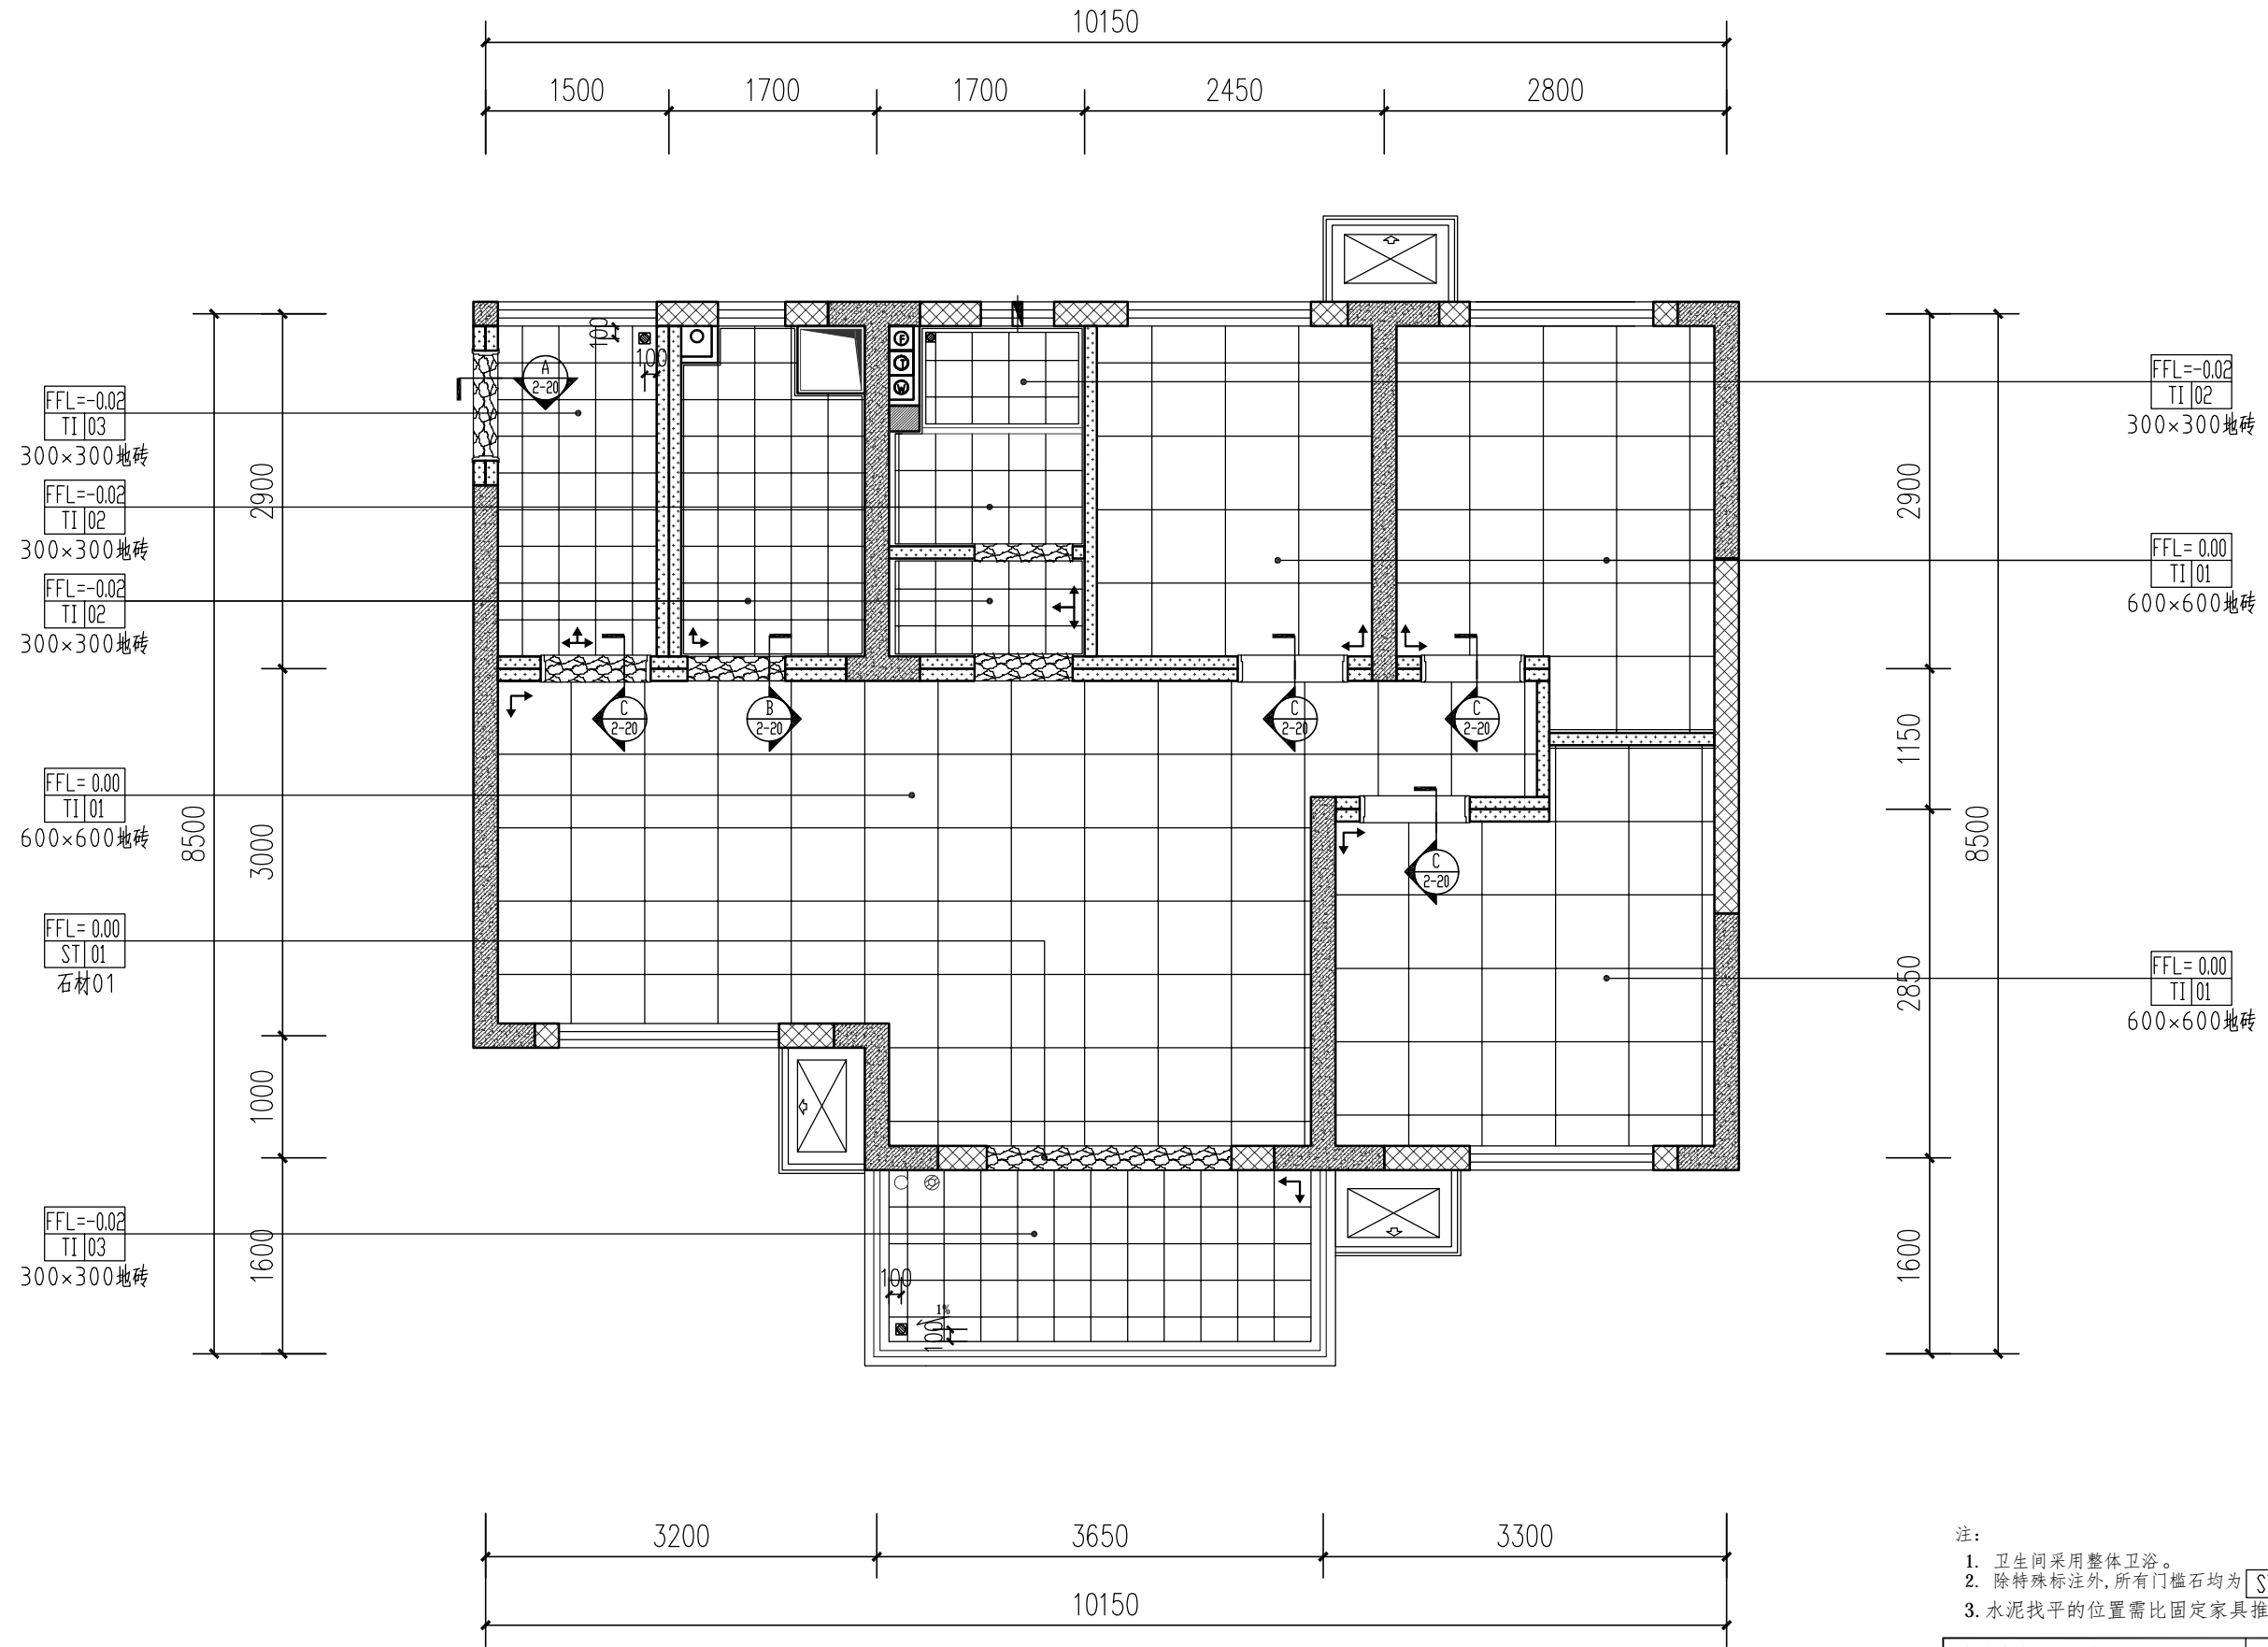 10150
1500 1700 1700 2450 2800
100
100
F
T
W
A
2-20
FFL=-0.02
TI 03
300×300地砖
FFL=-0.02
TI 02
300×300地砖
FFL=-0.02
TI 02
300×300地砖
FFL= 0.00
TI 01
600×600地砖
FFL= 0.00
ST 01
石材01
FFL=-0.02
TI 03
300×300地砖
2900
3000
1000
1600
8500
C
2-20
B
2-20
C
2-20
C
2-20
C
2-20
100
1%
100
FFL=-0.02
TI 02
300×300地砖
FFL= 0.00
TI 01
600×600地砖
FFL= 0.00
TI 01
600×600地砖
2900
1150
2850
1600
8500
3200 3650 3300
10150
注:
1. 卫生间采用整体卫浴。
2. 除特殊标注外,所有门槛石均为 S
3. 水泥找平的位置需比固定家具推